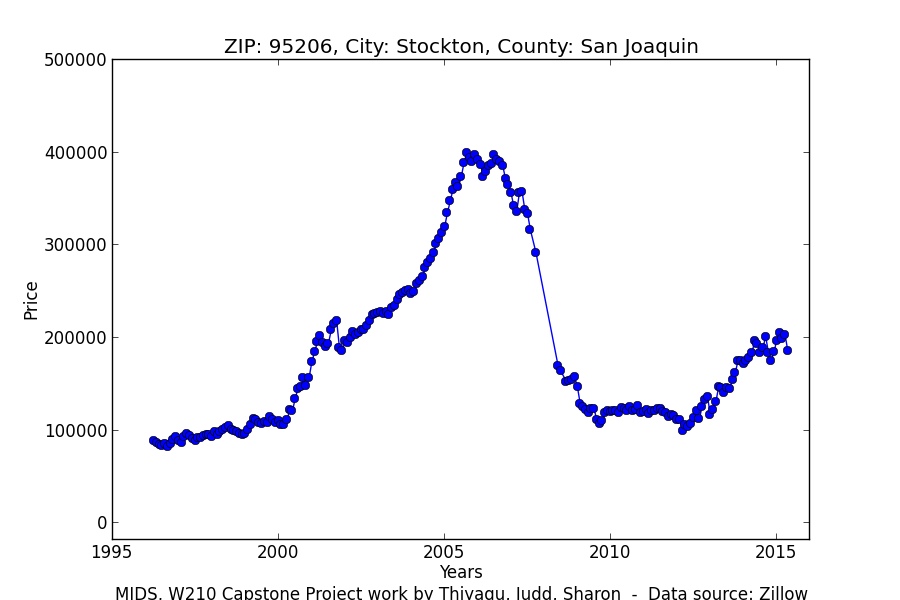 ZIP: 95206, City: Stockton, County: San Joaquin
500000
400000
300000
200000
100000
0
Price
1995 2000 2005 2010 2015
Years
MIDS, W210 Capstone Project work by Thiyagu, Judd, Sharon - Data source: Zillow